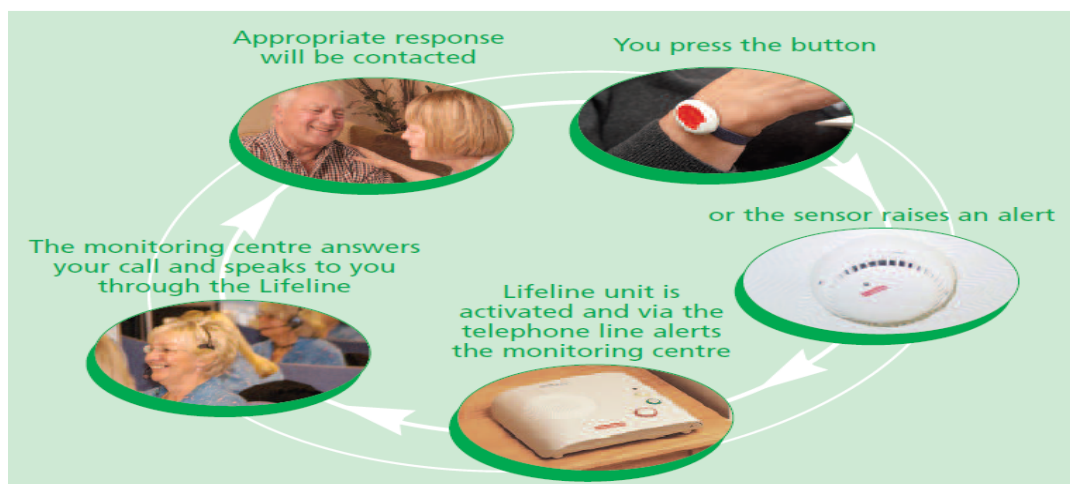 Appropriate response
will be contacted
You press the button
or the sensor raises an alert
Lifeline unit is
activated and via the
telephone line alerts
the monitoring centre
The monitoring centre answers
your call and speaks to you
through the Lifeline